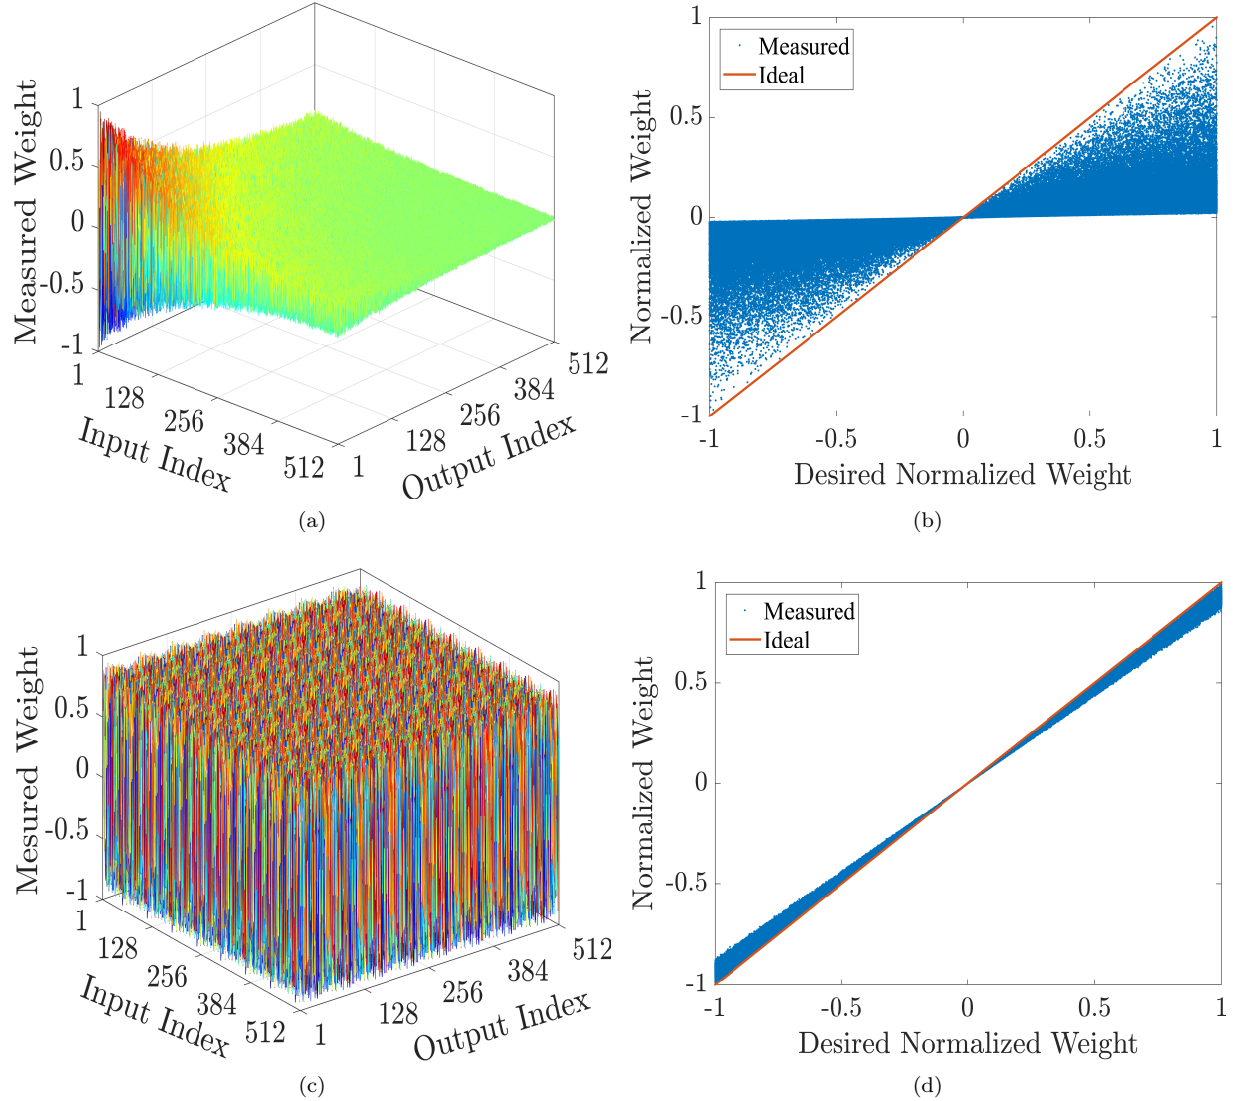 Measured Weight
1
0.5
0
-0.5
-1
1
128
256
384
512
Input Index
1
128
256
384
512
Output Index
(a)
Normalized Weight
1
0.5
0
-0.5
-1
Measured
Ideal
-1
-0.5
0
0.5
1
Desired Normalized Weight
(b)
Mesured Weight
1
0.5
0
-0.5
-1
1
128
256
384
512
Input Index
1
128
256
384
512
Output Index
(c)
Normalized Weight
1
0.5
0
-0.5
-1
Measured
Ideal
-1
-0.5
0
0.5
1
Desired Normalized Weight
(d)